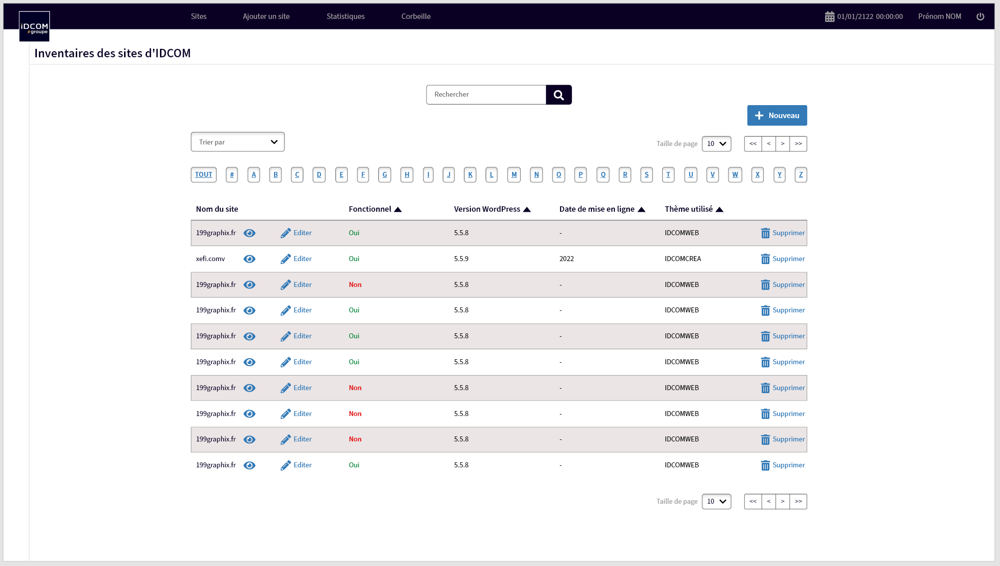 iDCOM
#groupe
Sites Ajouter un site Statistiques Corbeille 01/01/2122 00:00:00 Prénom NOM
Inventaires des sites d'IDCOM
Rechercher
Nouveau
Trier par Taille de page 10 << < > >>
TOUT # A B C D E F G H I J K L M N O P Q R S T U V W X Y Z
Nom du site Fonctionnel Version WordPress Date de mise en ligne Thème utilisé
199graphix.fr Editer Oui 5.5.8 - IDCOMWEB Supprimer
xefi.comv Editer Oui 5.5.9 2022 IDCOMCREA Supprimer
199graphix.fr Editer Non 5.5.8 - IDCOMWEB Supprimer
199graphix.fr Editer Oui 5.5.8 - IDCOMWEB Supprimer
199graphix.fr Editer Oui 5.5.8 - IDCOMWEB Supprimer
199graphix.fr Editer Oui 5.5.8 - IDCOMWEB Supprimer
199graphix.fr Editer Non 5.5.8 - IDCOMWEB Supprimer
199graphix.fr Editer Non 5.5.8 - IDCOMWEB Supprimer
199graphix.fr Editer Non 5.5.8 - IDCOMWEB Supprimer
199graphix.fr Editer Oui 5.5.8 - IDCOMWEB Supprimer
Taille de page 10 << < > >>